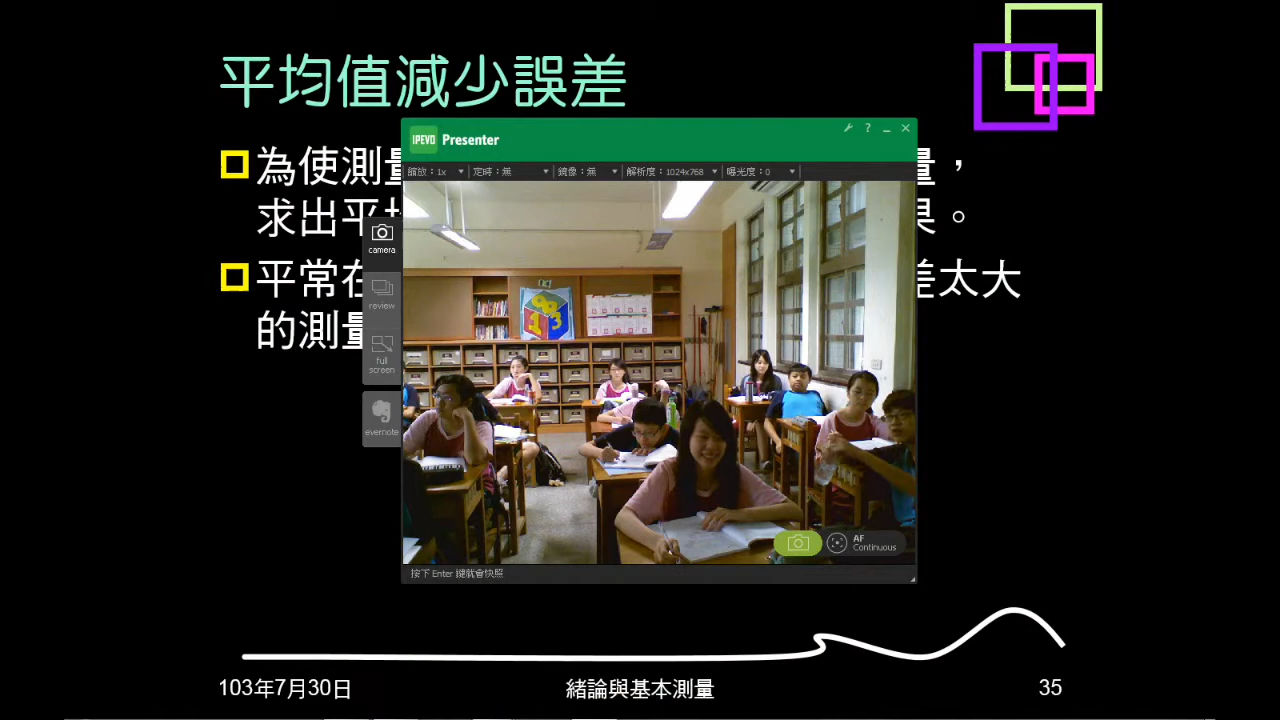 平均值減少誤差
為使測量 量，
求出平均 果。
平常在 差太大
的測量
IPEVO Presenter
?
縮放：1x 定時：無 鏡像：無 解析度：1024x768 曝光度：0
camera
review
full
screen
evernote
AF
Continuous
按下 Enter 鍵就會快照
103年7月30日 緒論與基本測量 35